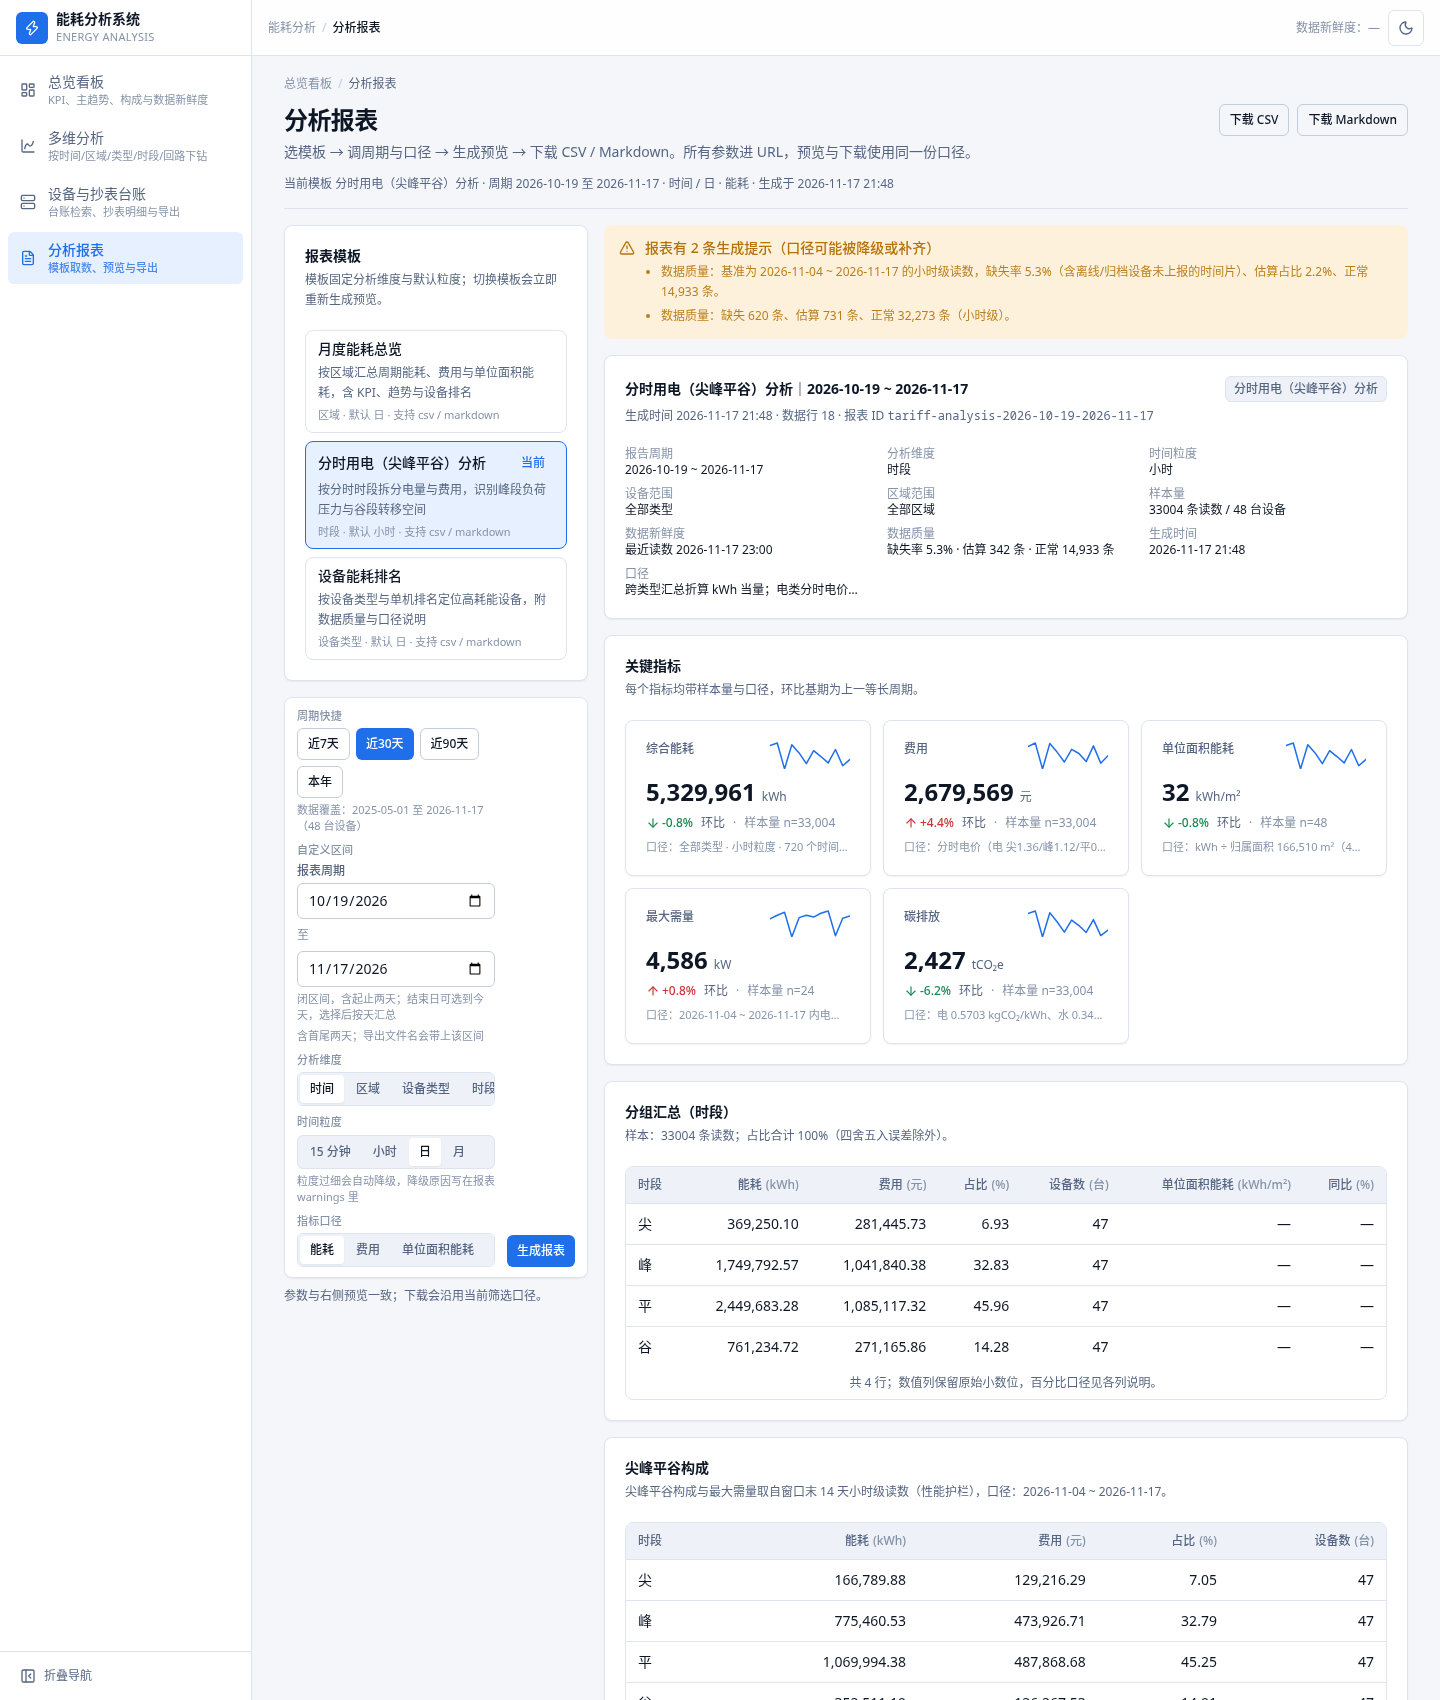 能耗分析系统
ENERGY ANALYSIS
总览看板
KPI、主趋势、构成与数据新鲜度
多维分析
按时间/区域/类型/时段/回路下钻
设备与抄表台账
台账检索、抄表明细与导出
分析报表
模板取数、预览与导出
折叠导航
能耗分析 / 分析报表
数据新鲜度：—
总览看板 / 分析报表
分析报表
下载 CSV
下载 Markdown
选模板 → 调周期与口径 → 生成预览 → 下载 CSV / Markdown。所有参数进 URL，预览与下载使用同一份口径。
当前模板 分时用电（尖峰平谷）分析 · 周期 2026-10-19 至 2026-11-17 · 时间 / 日 · 能耗 · 生成于 2026-11-17 21:48
报表模板
模板固定分析维度与默认粒度；切换模板会立即
重新生成预览。
月度能耗总览
按区域汇总周期能耗、费用与单位面积能
耗，含 KPI、趋势与设备排名
区域 · 默认 日 · 支持 csv / markdown
分时用电（尖峰平谷）分析 当前
按分时时段拆分电量与费用，识别峰段负荷
压力与谷段转移空间
时段 · 默认 小时 · 支持 csv / markdown
设备能耗排名
按设备类型与单机排名定位高耗能设备，附
数据质量与口径说明
设备类型 · 默认 日 · 支持 csv / markdown
周期快捷
近7天 近30天 近90天
本年
数据覆盖：2025-05-01 至 2026-11-17
（48 台设备）
自定义区间
报表周期
10/19/2026
至
11/17/2026
闭区间，含起止两天；结束日可选到今
天，选择后按天汇总
含首尾两天；导出文件名会带上该区间
分析维度
时间 区域 设备类型 时段
时间粒度
15 分钟 小时 日 月
粒度过细会自动降级，降级原因写在报表
warnings 里
指标口径
能耗 费用 单位面积能耗
生成报表
参数与右侧预览一致；下载会沿用当前筛选口径。
报表有 2 条生成提示（口径可能被降级或补齐）
• 数据质量：基准为 2026-11-04 ~ 2026-11-17 的小时级读数，缺失率 5.3%（含离线/归档设备未上报的时间片）、估算占比 2.2%、正常
14,933 条。
• 数据质量：缺失 620 条、估算 731 条、正常 32,273 条（小时级）。
分时用电（尖峰平谷）分析｜2026-10-19 ~ 2026-11-17
分时用电（尖峰平谷）分析
生成时间 2026-11-17 21:48 · 数据行 18 · 报表 ID tariff-analysis-2026-10-19-2026-11-17
报告周期 分析维度 时间粒度
2026-10-19 ~ 2026-11-17 时段 小时
设备范围 区域范围 样本量
全部类型 全部区域 33004 条读数 / 48 台设备
数据新鲜度 数据质量 生成时间
最近读数 2026-11-17 23:00 缺失率 5.3% · 估算 342 条 · 正常 14,933 条 2026-11-17 21:48
口径
跨类型汇总折算 kWh 当量；电类分时电价...
关键指标
每个指标均带样本量与口径，环比基期为上一等长周期。
综合能耗
5,329,961 kWh
↓ -0.8% 环比 · 样本量 n=33,004
口径：全部类型 · 小时粒度 · 720 个时间...
费用
2,679,569 元
↑ +4.4% 环比 · 样本量 n=33,004
口径：分时电价（电 尖1.36/峰1.12/平0...
单位面积能耗
32 kWh/m²
↓ -0.8% 环比 · 样本量 n=48
口径：kWh ÷ 归属面积 166,510 m²（4...
最大需量
4,586 kW
↑ +0.8% 环比 · 样本量 n=24
口径：2026-11-04 ~ 2026-11-17 内电...
碳排放
2,427 tCO₂e
↓ -6.2% 环比 · 样本量 n=33,004
口径：电 0.5703 kgCO₂/kWh、水 0.34...
分组汇总（时段）
样本：33004 条读数；占比合计 100%（四舍五入误差除外）。
时段 能耗 (kWh) 费用 (元) 占比 (%) 设备数 (台) 单位面积能耗 (kWh/m²) 同比 (%)
尖 369,250.10 281,445.73 6.93 47 — —
峰 1,749,792.57 1,041,840.38 32.83 47 — —
平 2,449,683.28 1,085,117.32 45.96 47 — —
谷 761,234.72 271,165.86 14.28 47 — —
共 4 行；数值列保留原始小数位，百分比口径见各列说明。
尖峰平谷构成
尖峰平谷构成与最大需量取自窗口末 14 天小时级读数（性能护栏），口径：2026-11-04 ~ 2026-11-17。
时段 能耗 (kWh) 费用 (元) 占比 (%) 设备数 (台)
尖 166,789.88 129,216.29 7.05 47
峰 775,460.53 473,926.71 32.79 47
平 1,069,994.38 487,868.68 45.25 47